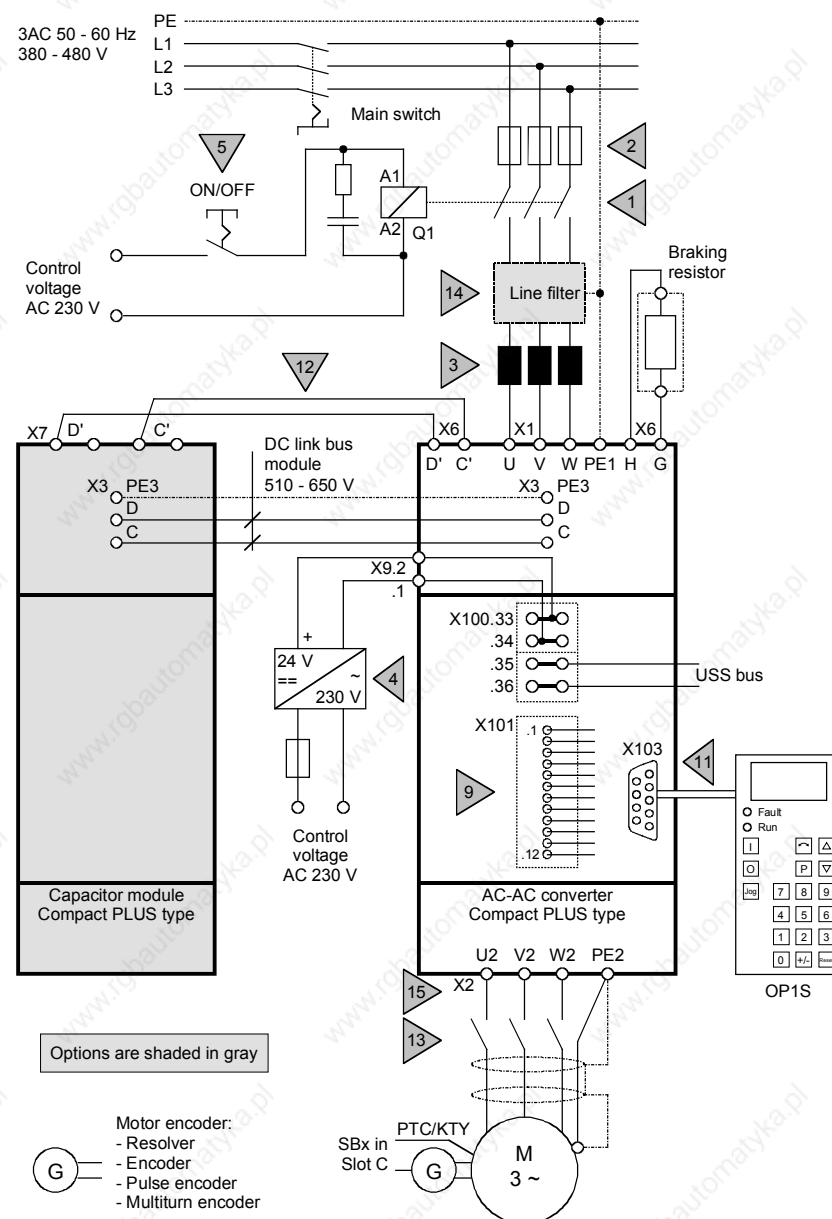 PE
3AC 50 - 60 Hz
380 - 480 V
L1
L2
L3
Main switch
5
ON/OFF
2
1
A1
A2
Q1
Control
voltage
AC 230 V
14
Line filter
Braking
resistor
12
3
X7
D'
C'
DC link bus
module
510 - 650 V
X6
X1
X6
D'
C'
U
V
W
PE1
H
G
X3
PE3
D
C
X3
PE3
D
C
X9.2
.1
X100.33
.34
.35
.36
USS bus
+
24 V
==
~
230 V
4
X101
.1
.12
9
X103
11
Control
voltage
AC 230 V
Fault
Run
I
O
P
Jog
7 8 9
4 5 6
1 2 3
0 +/- Reset
OP1S
Capacitor module
Compact PLUS type
AC-AC converter
Compact PLUS type
U2 V2 W2 PE2
X2
15
13
Options are shaded in gray
Motor encoder:
- Resolver
- Encoder
- Pulse encoder
- Multiturn encoder
G
PTC/KTY
SBx in
Slot C
G
M
3 ~
www.rgbautomatyka.pl